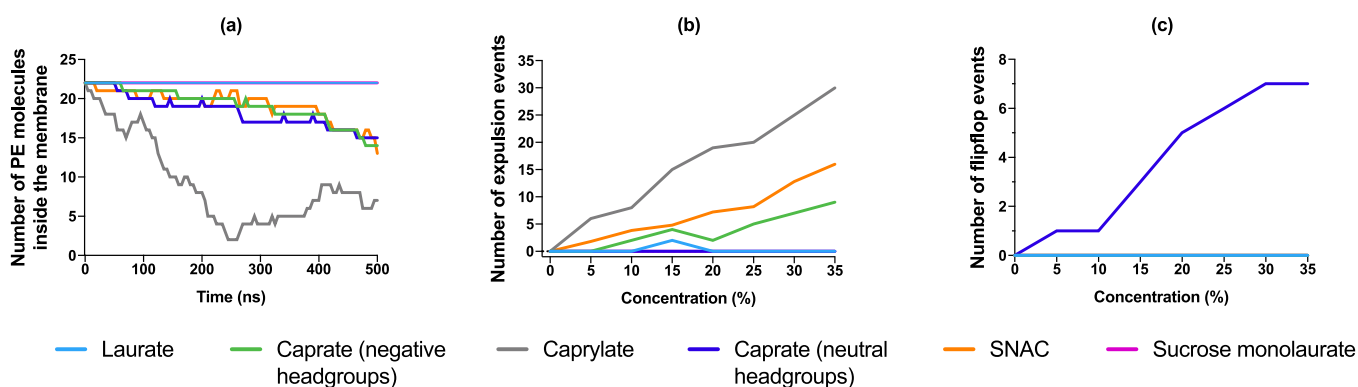 (a)
Number of PE molecules
inside the membrane
25
20
15
10
5
0
0 100 200 300 400 500
Time (ns)
(b)
Number of expulsion events
35
30
25
20
15
10
5
0
0 5 10 15 20 25 30 35
Concentration (%)
(c)
Number of flipflop events
8
6
4
2
0
0 5 10 15 20 25 30 35
Concentration (%)
Laurate
Caprate (negative
headgroups)
Caprylate
Caprate (neutral
headgroups)
SNAC
Sucrose monolaurate